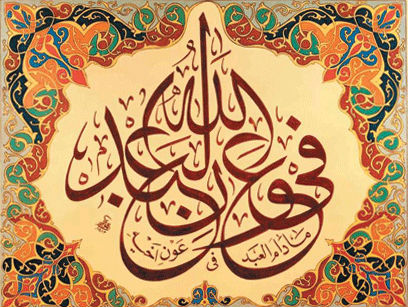 الله في عون العبد
ما دام العبد في عون أخيه